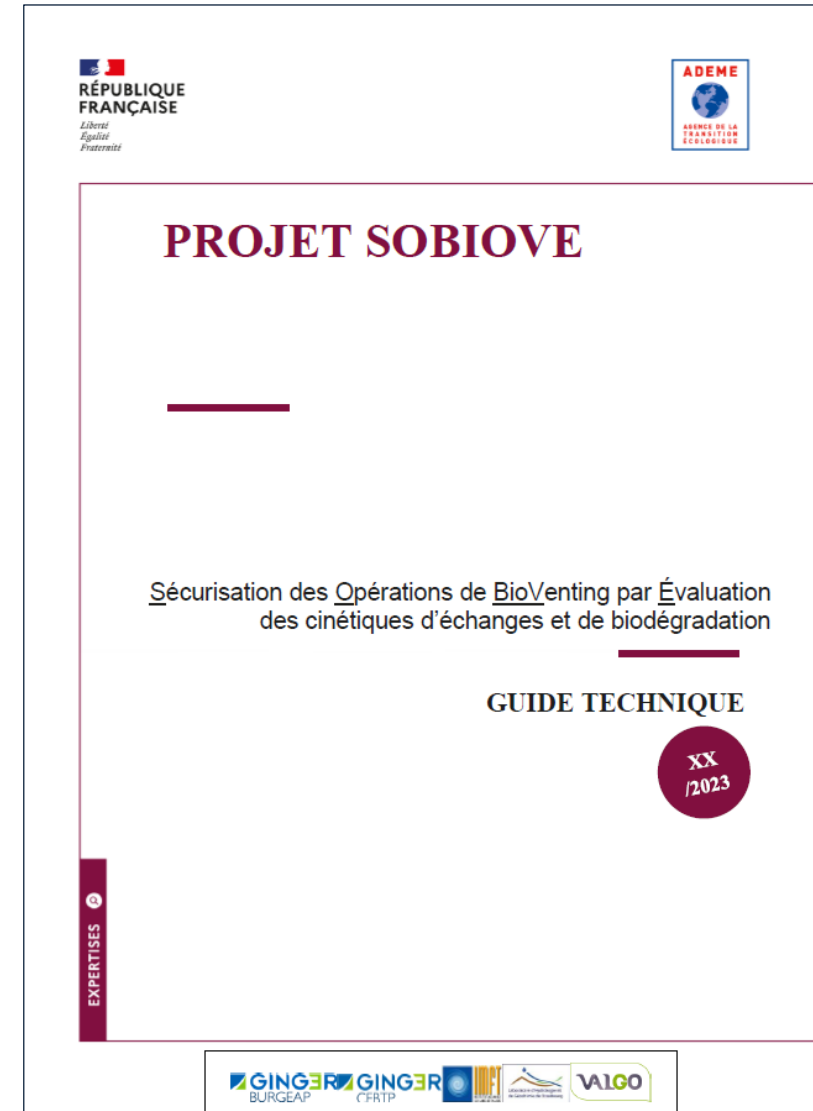 RÉPUBLIQUE
FRANÇAISE
Liberté
Égalité
Fraternité
ADEME
AGENCE DE LA
TRANSITION
ÉCOLOGIQUE
PROJET SOBIOVE
Sécurisation des Opérations de BioVenting par Évaluation
des cinétiques d'échanges et de biodégradation
GUIDE TECHNIQUE
XX
/2023
EXPERTISES
GINGER
BURGEAP
GINGER
CEBTP
IMFT
VALGO